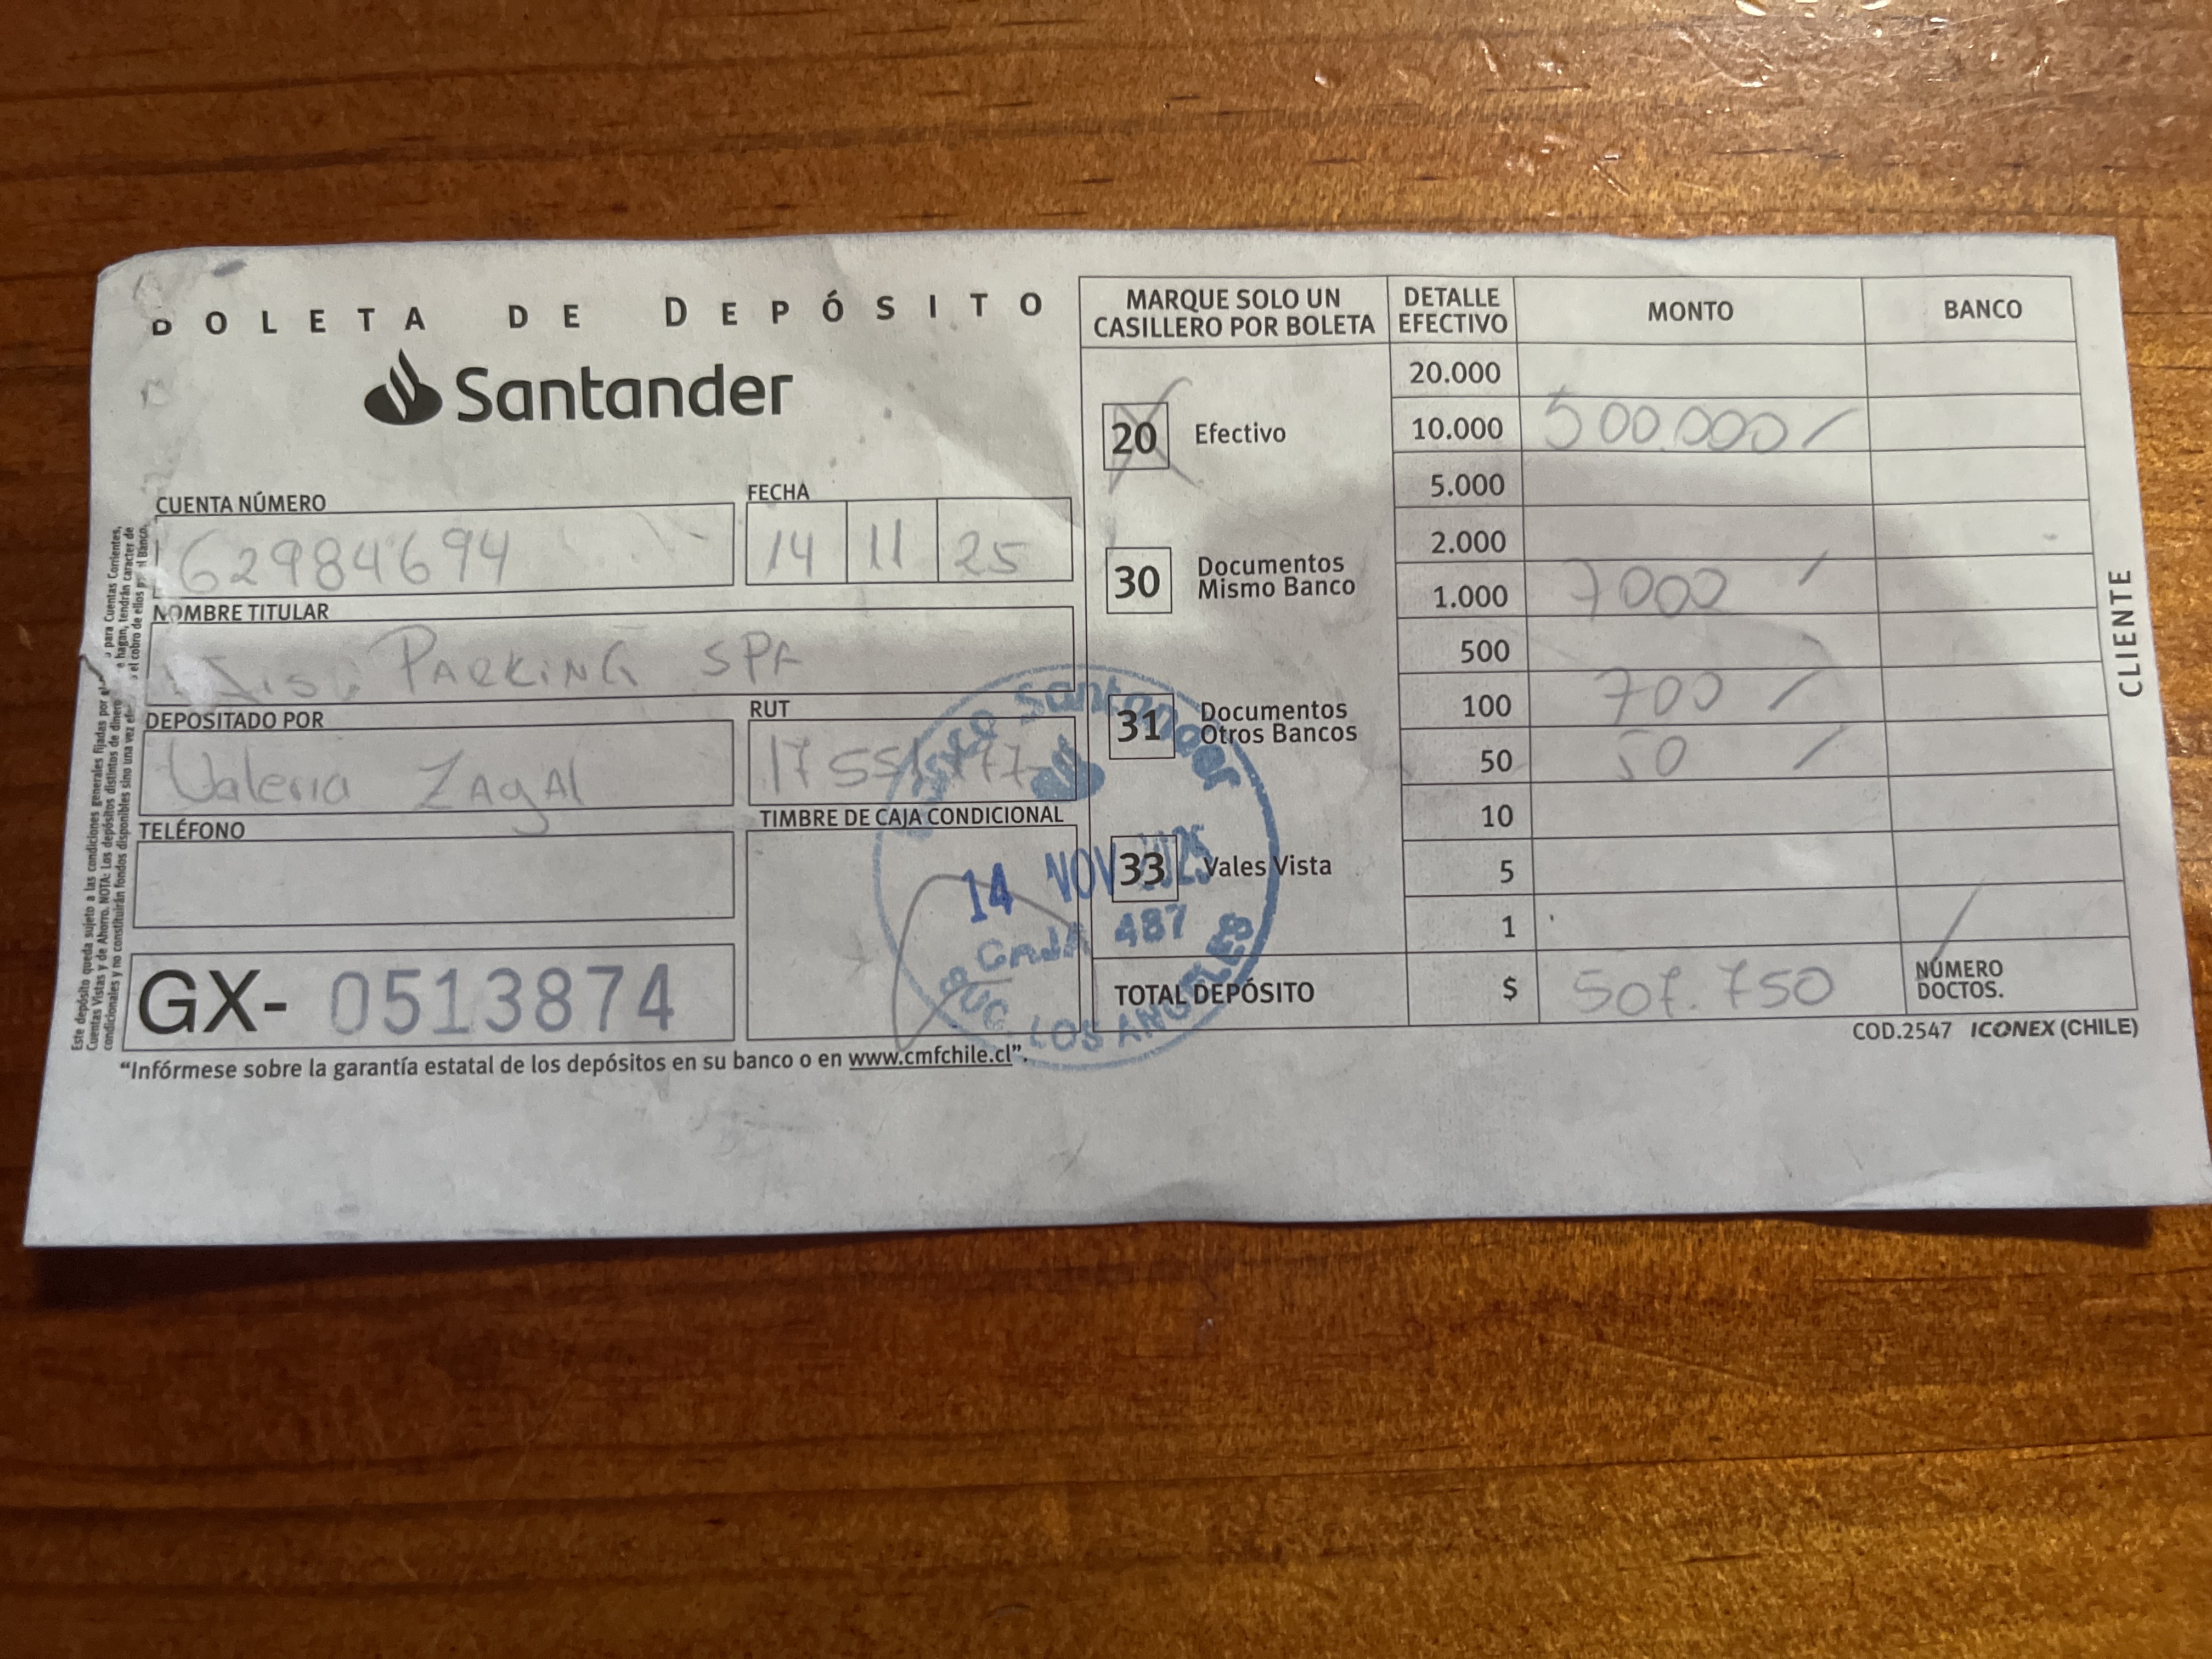 BOLETA DE DEPÓSITO
Santander
CUENTA NÚMERO
62984694
FECHA
14 11 25
NOMBRE TITULAR
PARKING SPA
DEPOSITADO POR
Valeria Zagal
RUT
TELÉFONO
TIMBRE DE CAJA CONDICIONAL
GX- 0513874
"Infórmese sobre la garantía estatal de los depósitos en su banco o en www.cmfchile.cl".
Banco Santander
14 NOV 2025
CAJA 487
SUC. LOS ANGELES
MARQUE SOLO UN
CASILLERO POR BOLETA
20 Efectivo
30 Documentos
Mismo Banco
31 Documentos
Otros Bancos
33 Vales Vista
DETALLE
EFECTIVO
MONTO
BANCO
20.000
10.000 500.000/
5.000
2.000
1.000 7000 /
500
100 700 /
50 50 /
10
5
1
TOTAL DEPÓSITO $ 507.750
NÚMERO
DOCTOS.
CLIENTE
COD.2547 ICONEX (CHILE)